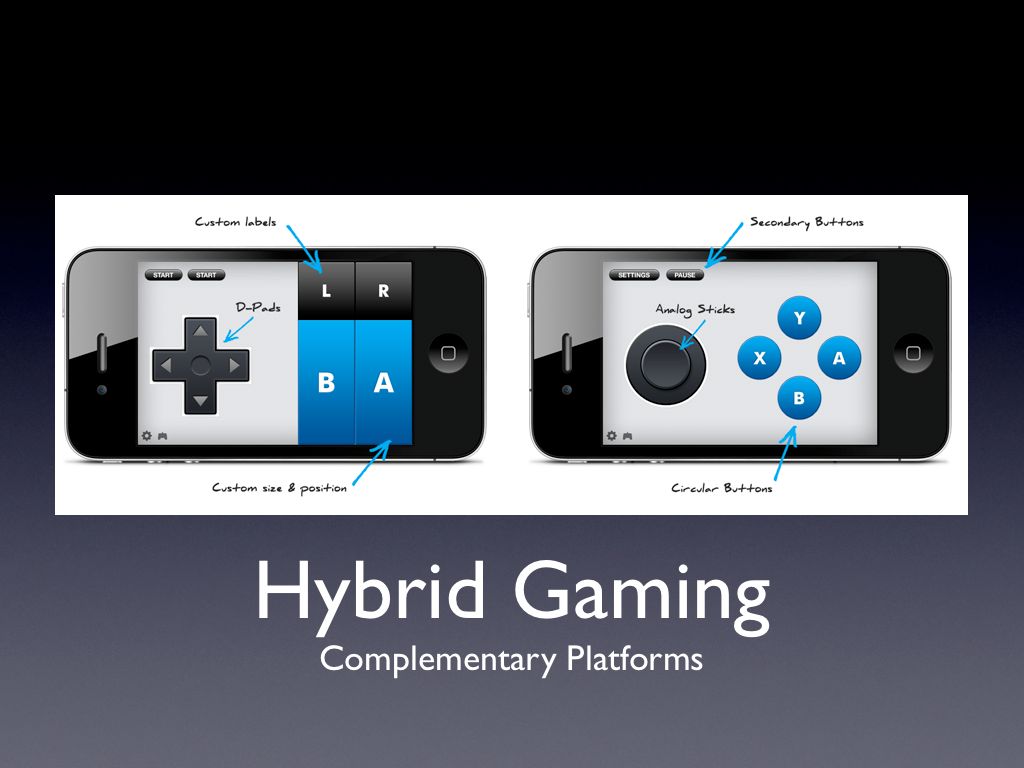 Custom labels
Secondary Buttons
START START
L R
D-Pads
B A
Custom size & position
SETTINGS PAUSE
Analog Sticks
Y
X A
B
Circular Buttons
Hybrid Gaming
Complementary Platforms